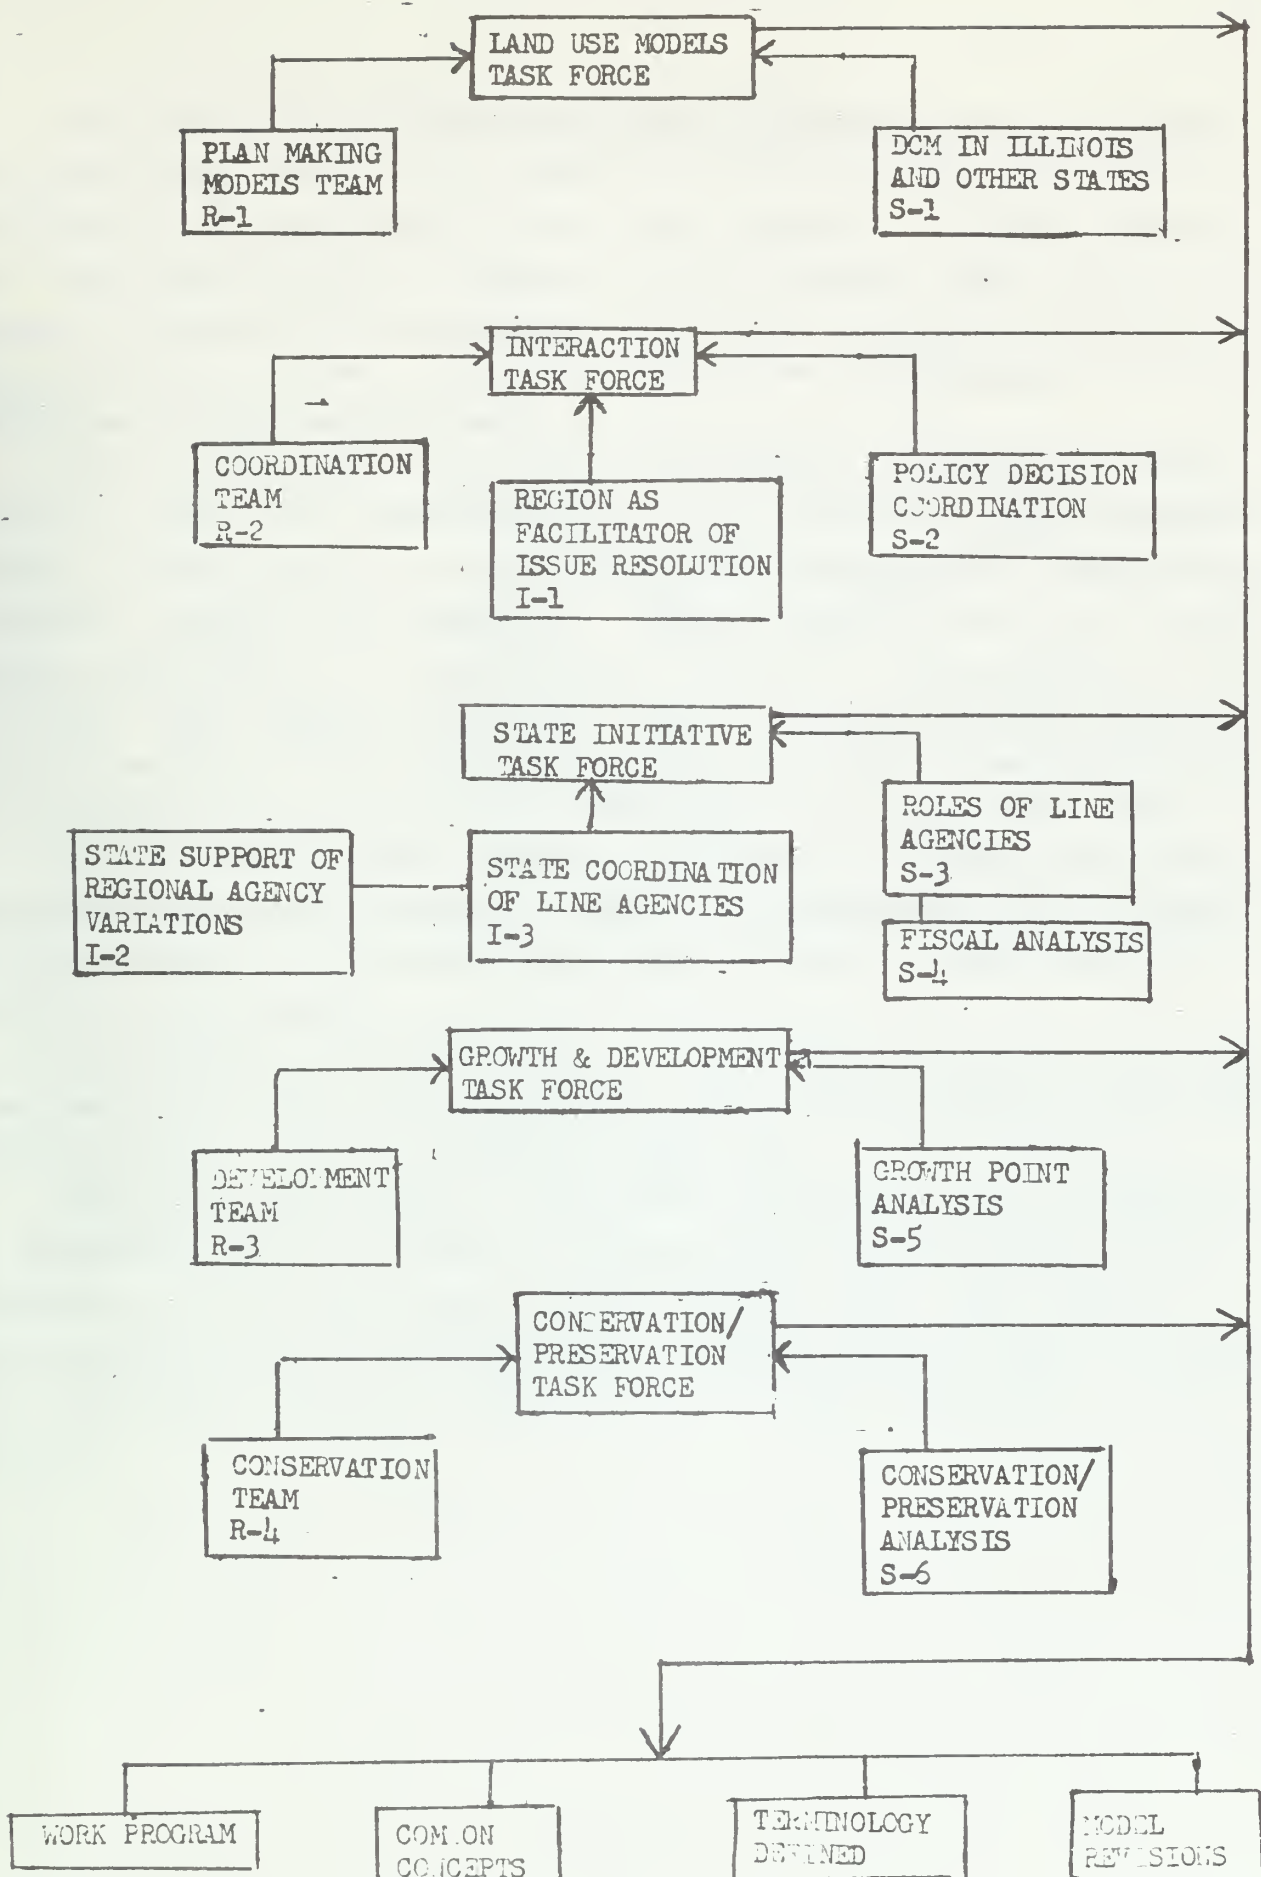 LAND USE MODELS
TASK FORCE
PLAN MAKING
MODELS TEAM
R-1
DCM IN ILLINOIS
AND OTHER STATES
S-1
INTERACTION
TASK FORCE
COORDINATION
TEAM
R-2
REGION AS
FACILITATOR OF
ISSUE RESOLUTION
I-1
POLICY DECISION
COORDINATION
S-2
STATE INITIATIVE
TASK FORCE
STATE SUPPORT OF
REGIONAL AGENCY
VARIATIONS
I-2
STATE COORDINATION
OF LINE AGENCIES
I-3
ROLES OF LINE
AGENCIES
S-3
FISCAL ANALYSIS
S-4
GROWTH & DEVELOPMENT
TASK FORCE
DEVELOPMENT
TEAM
R-3
GROWTH POINT
ANALYSIS
S-5
CONSERVATION/
PRESERVATION
TASK FORCE
CONSERVATION
TEAM
R-4
CONSERVATION/
PRESERVATION
ANALYSIS
S-6
WORK PROGRAM
COMMON
CONCEPTS
TERMINOLOGY
DEFINED
MODEL
REVISIONS